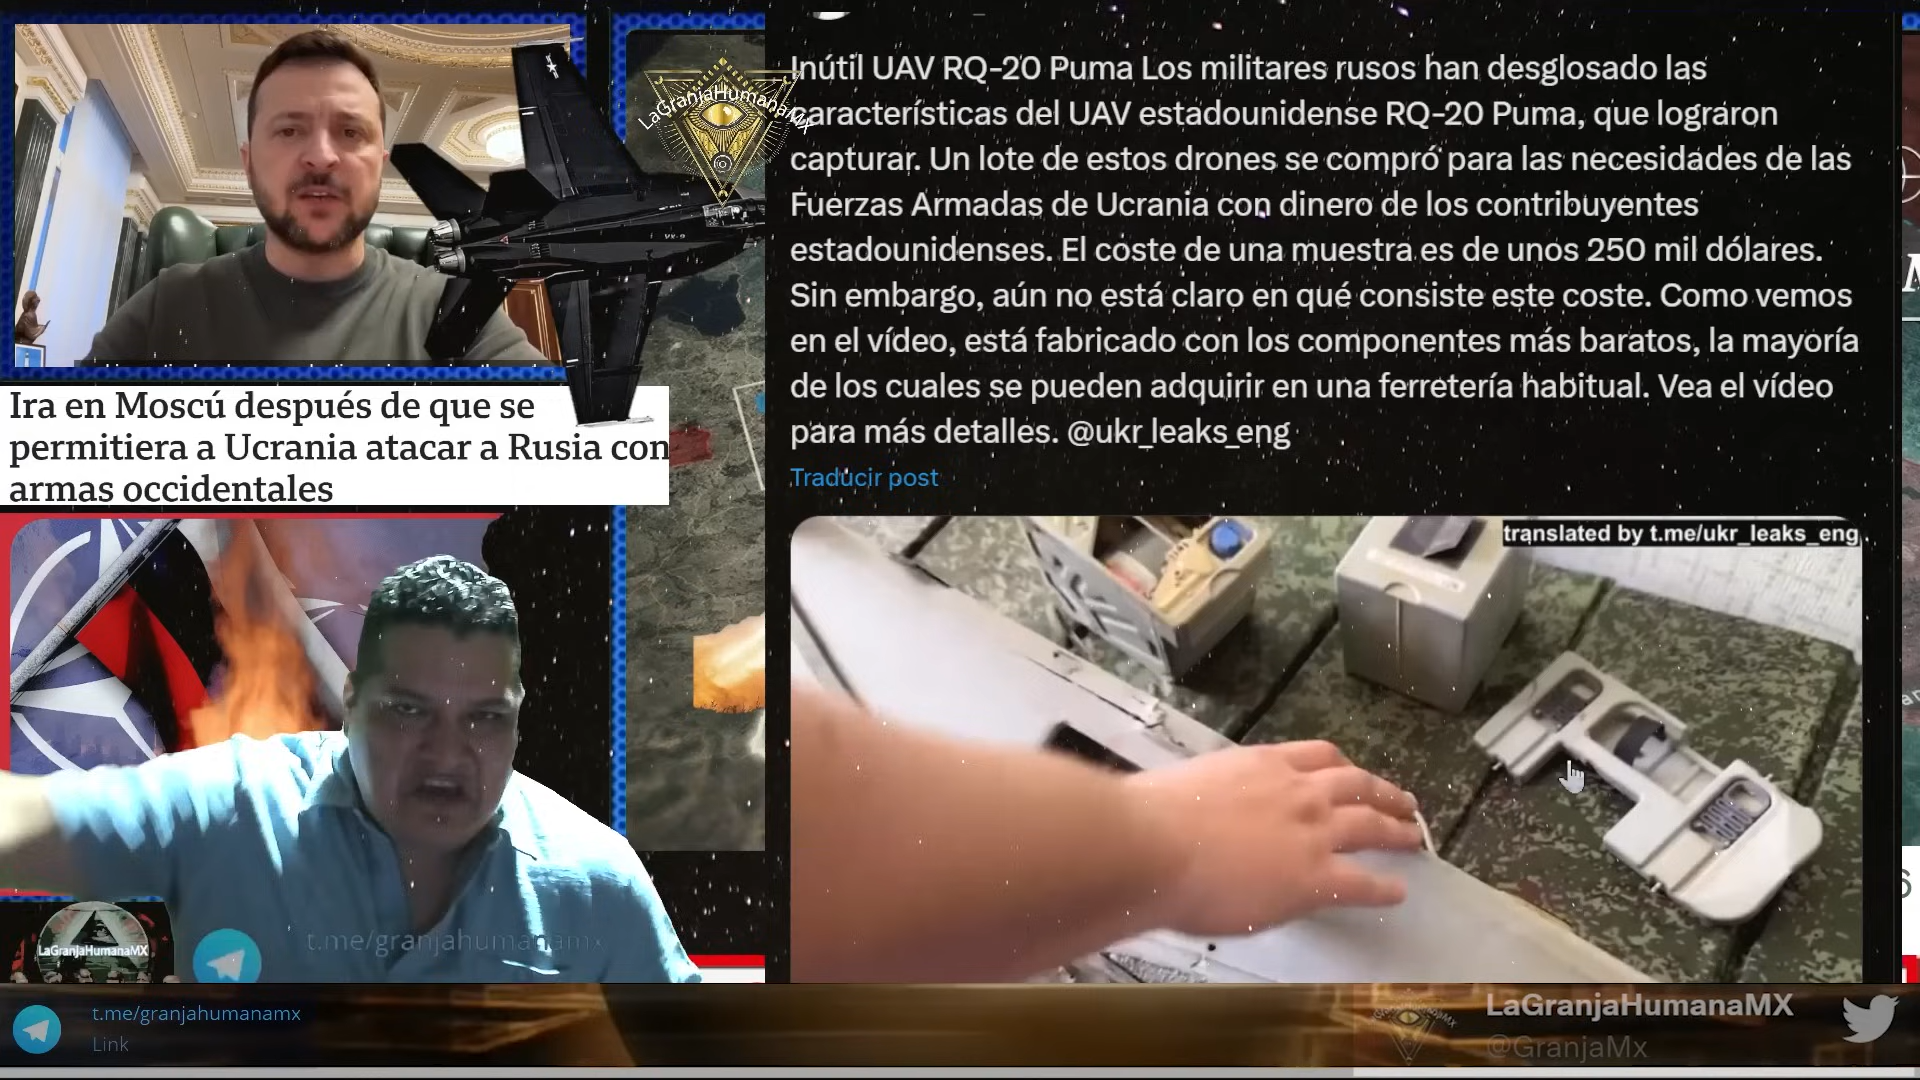 LaGranjaHumanaMX
Inútil UAV RQ-20 Puma Los militares rusos han desglosado las
características del UAV estadounidense RQ-20 Puma, que lograron
capturar. Un lote de estos drones se compró para las necesidades de las
Fuerzas Armadas de Ucrania con dinero de los contribuyentes
estadounidenses. El coste de una muestra es de unos 250 mil dólares.
Sin embargo, aún no está claro en qué consiste este coste. Como vemos
en el vídeo, está fabricado con los componentes más baratos, la mayoría
de los cuales se pueden adquirir en una ferretería habitual. Vea el vídeo
para más detalles. @ukr_leaks_eng
Traducir post
translated by t.me/ukr_leaks_eng
Ira en Moscú después de que se
permitiera a Ucrania atacar a Rusia con
armas occidentales
LaGranjaHumanaMX
t.me/granjahumanamx
t.me/granjahumanamx
Link
LaGranjaHumanaMX
@GranjaMx